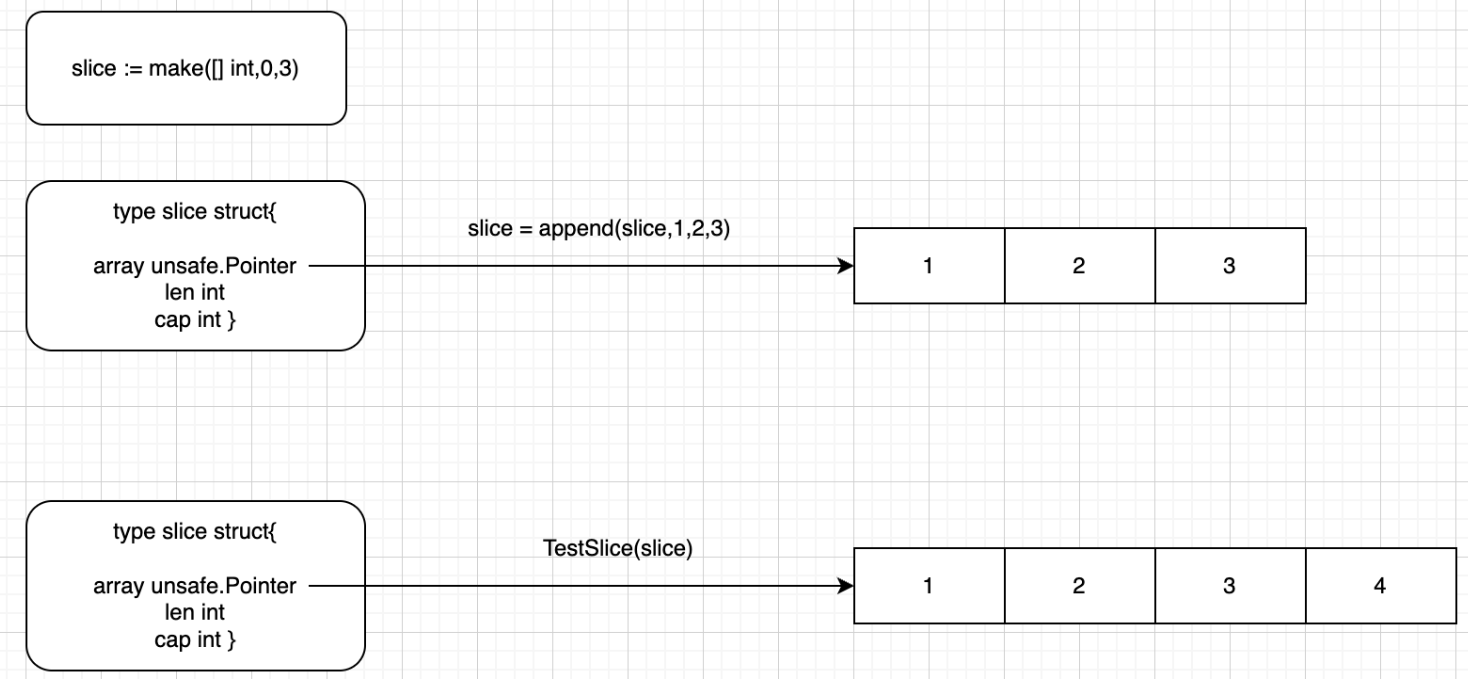 slice := make([] int,0,3)
type slice struct{
array unsafe.Pointer
len int
cap int }
slice = append(slice,1,2,3)
1 2 3
type slice struct{
array unsafe.Pointer
len int
cap int }
TestSlice(slice)
1 2 3 4